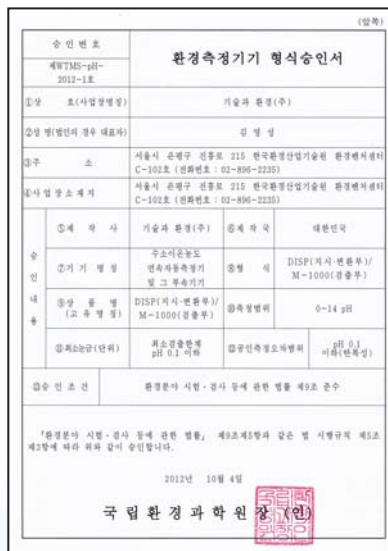 (앞쪽)
승 인 번 호
제WTMS-pH-
2012-1호
환경측정기기 형식승인서
①상 호(사업장명칭) 기술과 환경(주)
②성 명(법인의 경우 대표자) 김 영 성
③주 소 서울시 은평구 진흥로 215 한국환경산업기술원 환경벤처센터
C-102호 (전화번호 : 02-896-2235)
④사 업 장 소 재 지 서울시 은평구 진흥로 215 한국환경산업기술원 환경벤처센터
C-102호 (전화번호 : 02-896-2235)
승 인 내 용
⑤제 작 사 기술과 환경(주) ⑥제 작 국 대한민국
⑦기 기 명 칭 수소이온농도
연속자동측정기
및 그 부속기기
⑧형 식 DISP(지시·변환부)/
M-1000(검출부)
⑨상 품 명
(고 유 명 칭)
DISP(지시·변환부)/
M-1000(검출부)
⑩측정범위 0~14 pH
⑪최소눈금(단위) 최소검출한계
pH 0.1 이하
⑫공인측정오차범위 pH 0.1
이하(반복성)
⑬승 인 조 건 환경분야 시험·검사 등에 관한 법률 제9조 준수
「환경분야 시험·검사 등에 관한 법률」 제9조제5항과 같은 법 시행규칙 제5조
제3항에 따라 위와 같이 승인합니다.
2012년 10월 4일
국 립 환 경 과 학 원 장 (인)